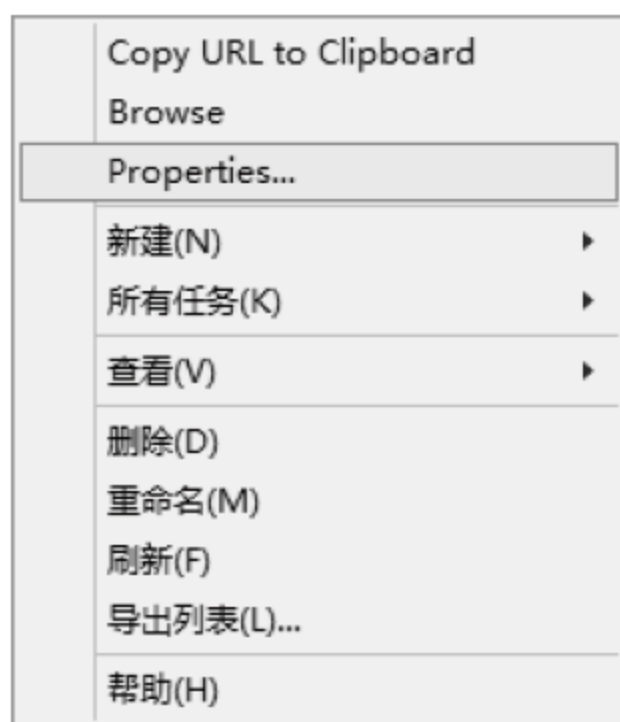 Copy URL to Clipboard
Browse
Properties...
新建(N)
所有任务(K)
查看(V)
删除(D)
重命名(M)
刷新(F)
导出列表(L)...
帮助(H)